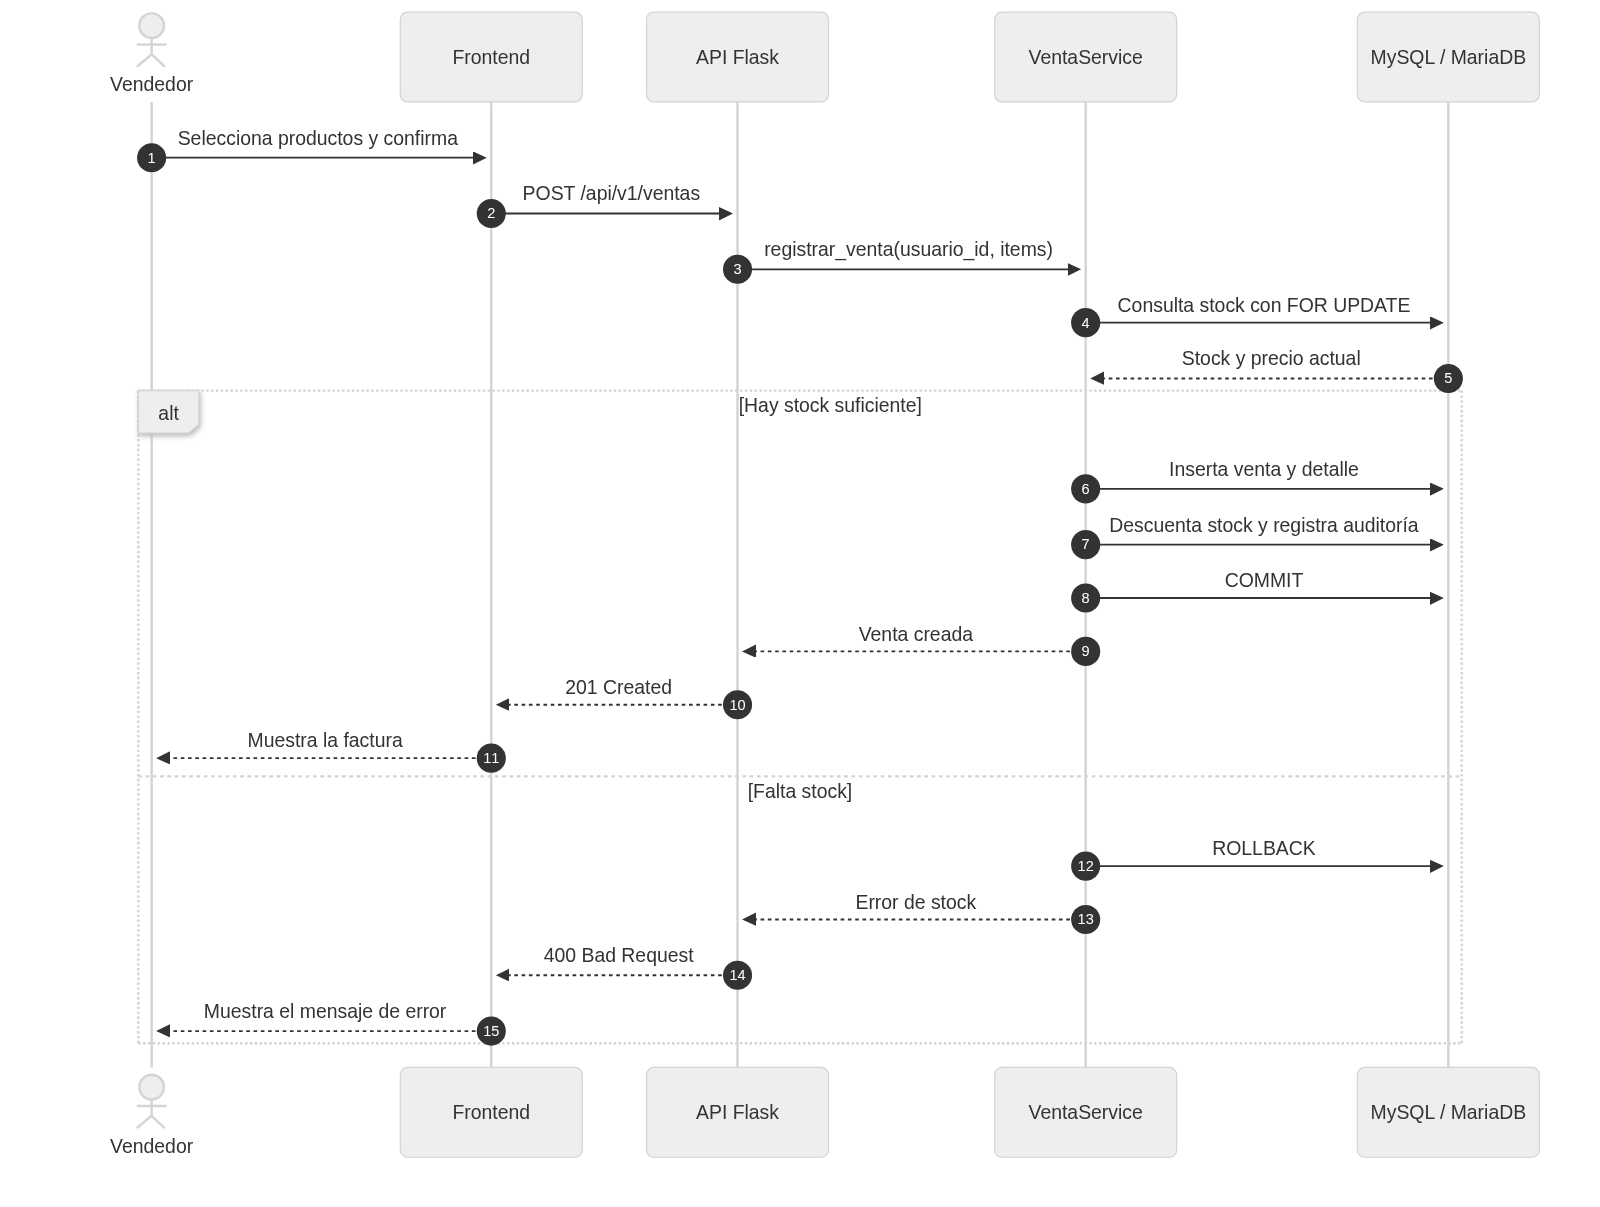 Vendedor
Frontend
API Flask
VentaService
MySQL / MariaDB
Selecciona productos y confirma
1
POST /api/v1/ventas
2
registrar_venta(usuario_id, items)
3
Consulta stock con FOR UPDATE
4
Stock y precio actual
5
alt
[Hay stock suficiente]
Inserta venta y detalle
6
Descuenta stock y registra auditoría
7
COMMIT
8
Venta creada
9
201 Created
10
Muestra la factura
11
[Falta stock]
ROLLBACK
12
Error de stock
13
400 Bad Request
14
Muestra el mensaje de error
15
Vendedor
Frontend
API Flask
VentaService
MySQL / MariaDB